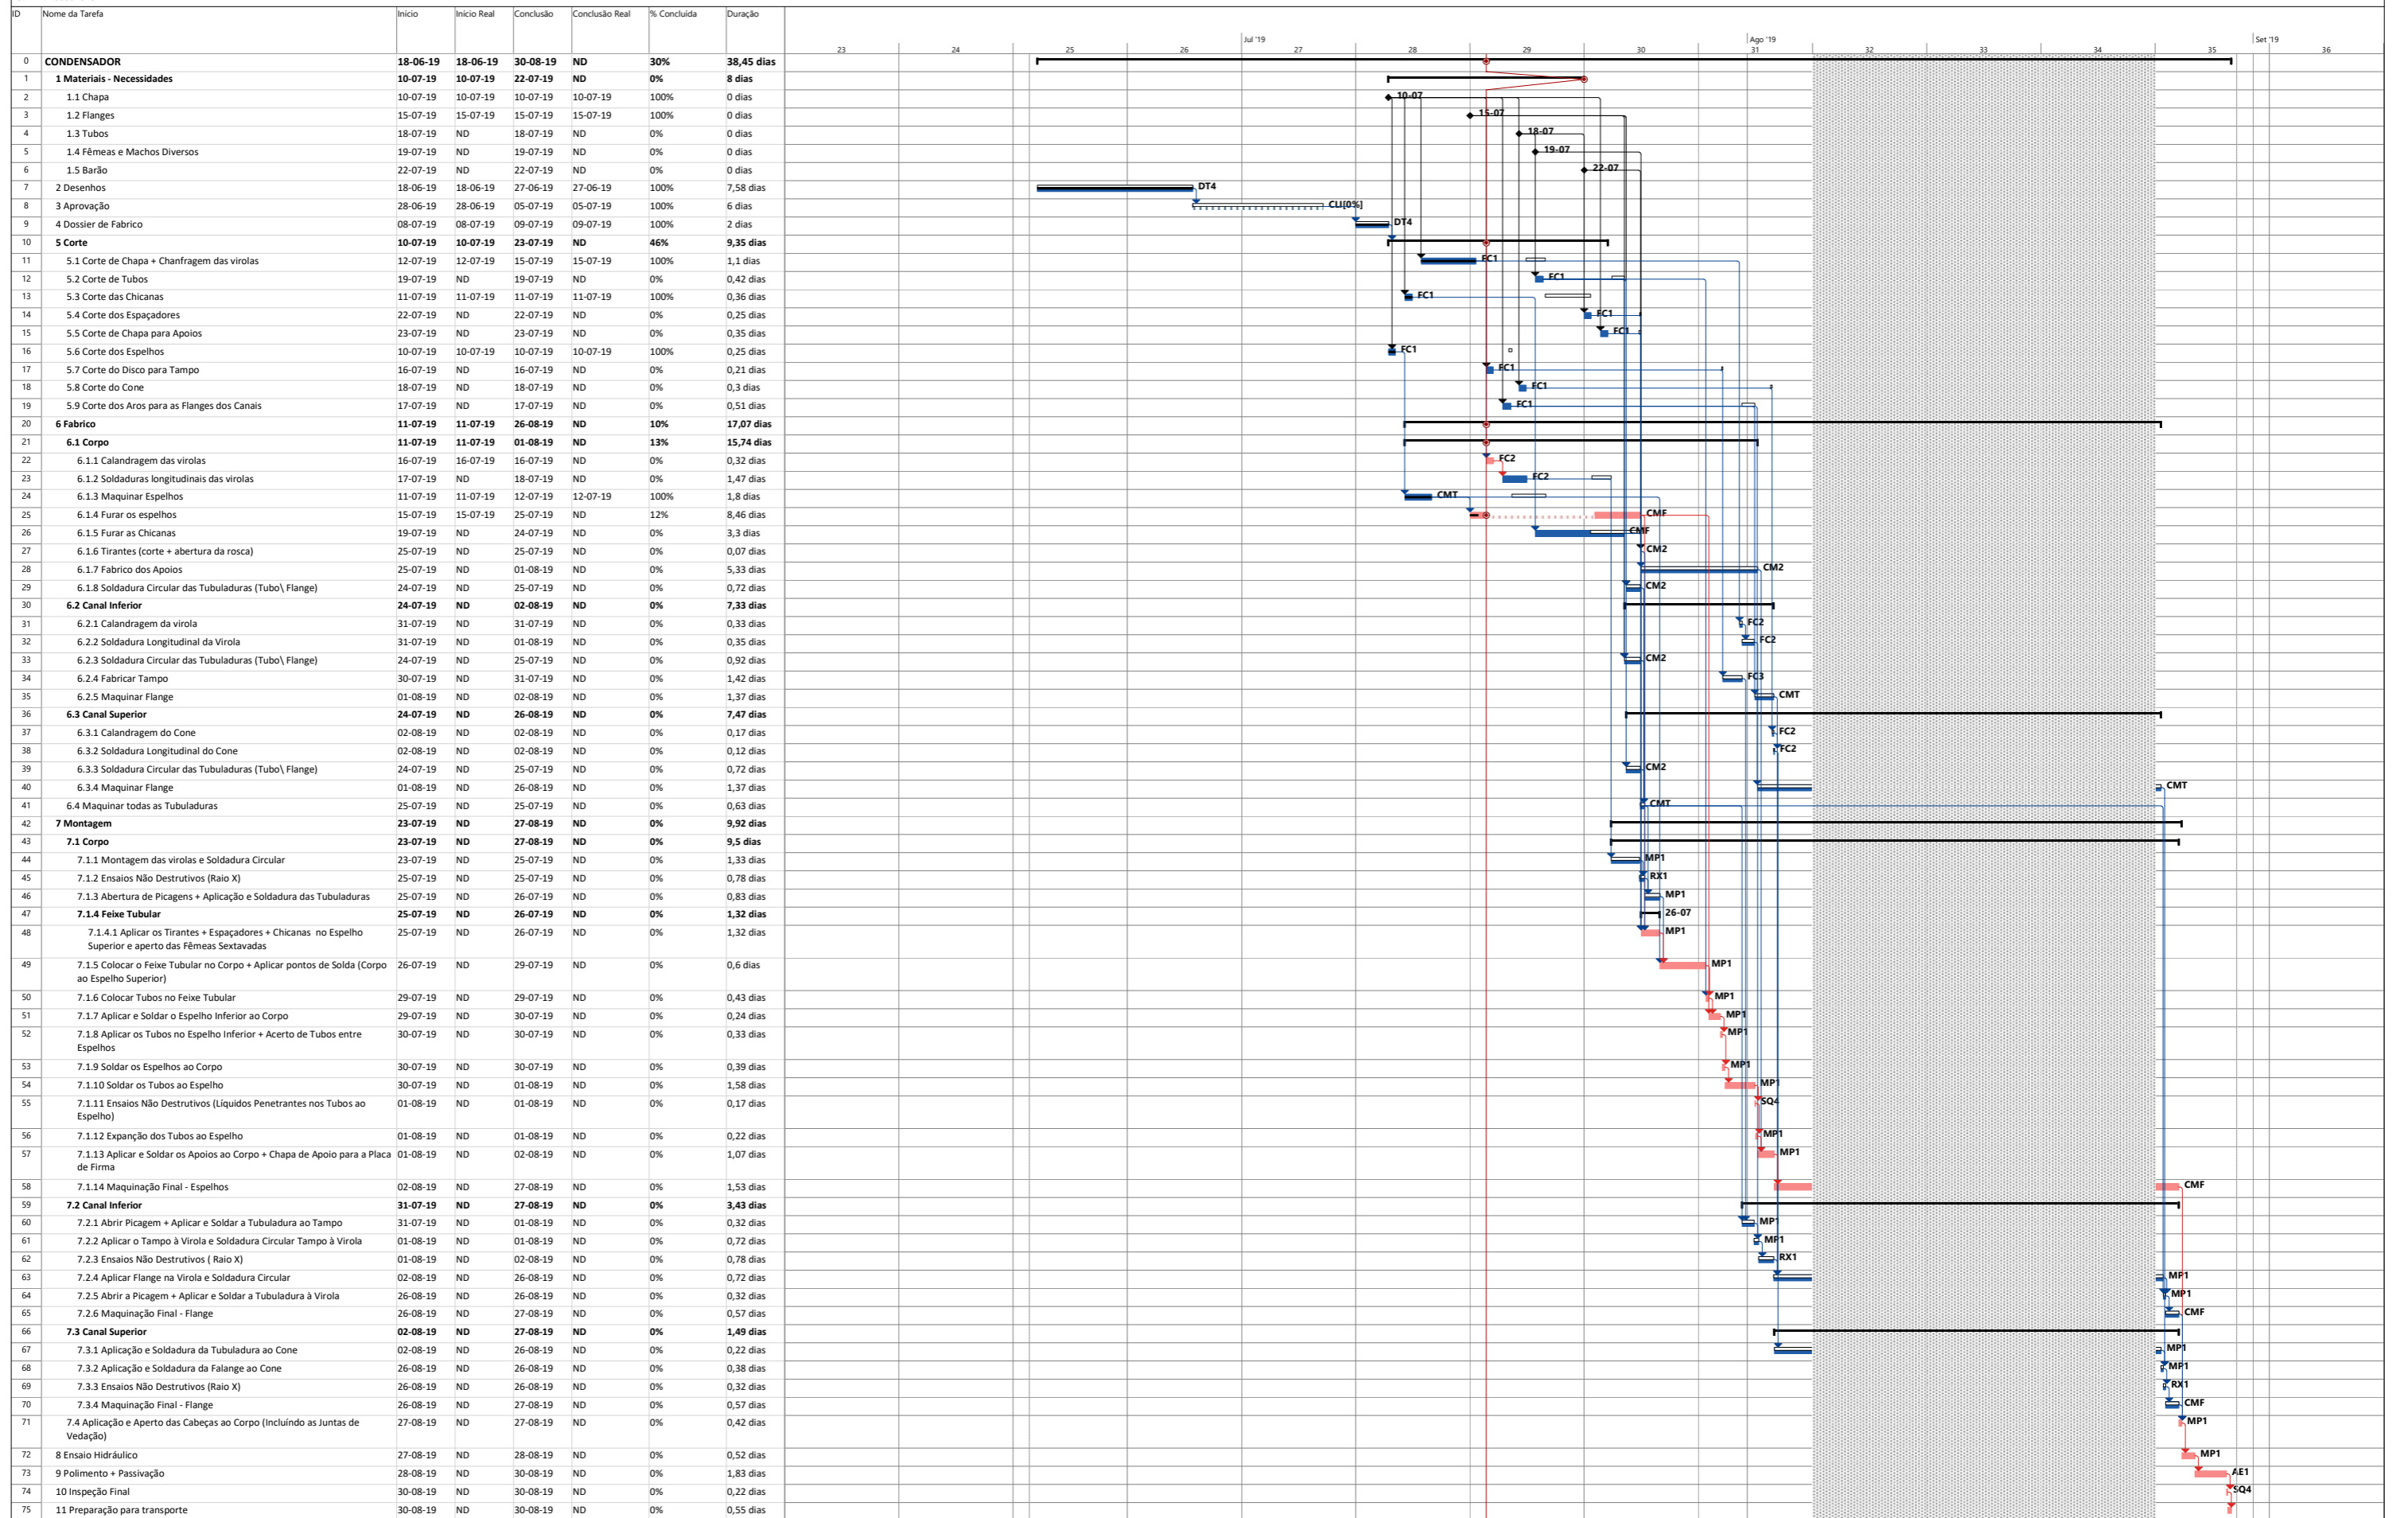 Jul '19 Ago '19 Set '19
ID Nome da Tarefa Início Início Real Conclusão Conclusão Real % Concluída Duração 23 24 25 26 27 28 29 30 31 32 33 34 35 36
0 CONDENSADOR 18-06-19 18-06-19 30-08-19 ND 30% 38,45 dias
1 1 Materiais - Necessidades 10-07-19 10-07-19 22-07-19 ND 0% 8 dias
2 1.1 Chapa 10-07-19 10-07-19 10-07-19 10-07-19 100% 0 dias 10-07
3 1.2 Flanges 15-07-19 15-07-19 15-07-19 15-07-19 100% 0 dias 15-07
4 1.3 Tubos 18-07-19 ND 18-07-19 ND 0% 0 dias 18-07
5 1.4 Fêmeas e Machos Diversos 19-07-19 ND 19-07-19 ND 0% 0 dias 19-07
6 1.5 Barão 22-07-19 ND 22-07-19 ND 0% 0 dias 22-07
7 2 Desenhos 18-06-19 18-06-19 27-06-19 27-06-19 100% 7,58 dias DT4
8 3 Aprovação 28-06-19 28-06-19 05-07-19 05-07-19 100% 6 dias CLI[0%]
9 4 Dossier de Fabrico 08-07-19 08-07-19 09-07-19 09-07-19 100% 2 dias DT4
10 5 Corte 10-07-19 10-07-19 23-07-19 ND 46% 9,35 dias
11 5.1 Corte de Chapa + Chanfragem das virolas 12-07-19 12-07-19 15-07-19 15-07-19 100% 1,1 dias FC1
12 5.2 Corte de Tubos 19-07-19 ND 19-07-19 ND 0% 0,42 dias FC1
13 5.3 Corte das Chicanas 11-07-19 11-07-19 11-07-19 11-07-19 100% 0,36 dias FC1
14 5.4 Corte dos Espaçadores 22-07-19 ND 22-07-19 ND 0% 0,25 dias FC1
15 5.5 Corte de Chapa para Apoios 23-07-19 ND 23-07-19 ND 0% 0,35 dias FC1
16 5.6 Corte dos Espelhos 10-07-19 10-07-19 10-07-19 10-07-19 100% 0,25 dias FC1
17 5.7 Corte do Disco para Tampo 16-07-19 ND 16-07-19 ND 0% 0,21 dias FC1
18 5.8 Corte do Cone 18-07-19 ND 18-07-19 ND 0% 0,3 dias FC1
19 5.9 Corte dos Aros para as Flanges dos Canais 17-07-19 ND 17-07-19 ND 0% 0,51 dias FC1
20 6 Fabrico 11-07-19 11-07-19 26-08-19 ND 10% 17,07 dias
21 6.1 Corpo 11-07-19 11-07-19 01-08-19 ND 13% 15,74 dias
22 6.1.1 Calandragem das virolas 16-07-19 16-07-19 16-07-19 ND 0% 0,32 dias FC2
23 6.1.2 Soldaduras longitudinais das virolas 17-07-19 ND 18-07-19 ND 0% 1,47 dias FC2
24 6.1.3 Maquinar Espelhos 11-07-19 11-07-19 12-07-19 12-07-19 100% 1,8 dias CMT
25 6.1.4 Furar os espelhos 15-07-19 15-07-19 25-07-19 ND 12% 8,46 dias CMF
26 6.1.5 Furar as Chicanas 19-07-19 ND 24-07-19 ND 0% 3,3 dias CMF
27 6.1.6 Tirantes (corte + abertura da rosca) 25-07-19 ND 25-07-19 ND 0% 0,07 dias CM2
28 6.1.7 Fabrico dos Apoios 25-07-19 ND 01-08-19 ND 0% 5,33 dias CM2
29 6.1.8 Soldadura Circular das Tubuladuras (Tubo\ Flange) 24-07-19 ND 25-07-19 ND 0% 0,72 dias CM2
30 6.2 Canal Inferior 24-07-19 ND 02-08-19 ND 0% 7,33 dias
31 6.2.1 Calandragem da virola 31-07-19 ND 31-07-19 ND 0% 0,33 dias FC2
32 6.2.2 Soldadura Longitudinal da Virola 31-07-19 ND 01-08-19 ND 0% 0,35 dias FC2
33 6.2.3 Soldadura Circular das Tubuladuras (Tubo\ Flange) 24-07-19 ND 25-07-19 ND 0% 0,92 dias CM2
34 6.2.4 Fabricar Tampo 30-07-19 ND 31-07-19 ND 0% 1,42 dias FC3
35 6.2.5 Maquinar Flange 01-08-19 ND 02-08-19 ND 0% 1,37 dias CMT
36 6.3 Canal Superior 24-07-19 ND 26-08-19 ND 0% 7,47 dias
37 6.3.1 Calandragem do Cone 02-08-19 ND 02-08-19 ND 0% 0,17 dias FC2
38 6.3.2 Soldadura Longitudinal do Cone 02-08-19 ND 02-08-19 ND 0% 0,12 dias FC2
39 6.3.3 Soldadura Circular das Tubuladuras (Tubo\ Flange) 24-07-19 ND 25-07-19 ND 0% 0,72 dias CM2
40 6.3.4 Maquinar Flange 01-08-19 ND 26-08-19 ND 0% 1,37 dias CMT
41 6.4 Maquinar todas as Tubuladuras 25-07-19 ND 25-07-19 ND 0% 0,63 dias CMT
42 7 Montagem 23-07-19 ND 27-08-19 ND 0% 9,92 dias
43 7.1 Corpo 23-07-19 ND 27-08-19 ND 0% 9,5 dias
44 7.1.1 Montagem das virolas e Soldadura Circular 23-07-19 ND 25-07-19 ND 0% 1,33 dias MP1
45 7.1.2 Ensaios Não Destrutivos (Raio X) 25-07-19 ND 25-07-19 ND 0% 0,78 dias RX1
46 7.1.3 Abertura de Picagens + Aplicação e Soldadura das Tubuladuras 25-07-19 ND 26-07-19 ND 0% 0,83 dias MP1
47 7.1.4 Feixe Tubular 25-07-19 ND 26-07-19 ND 0% 1,32 dias 26-07
48 7.1.4.1 Aplicar os Tirantes + Espaçadores + Chicanas no Espelho 25-07-19 ND 26-07-19 ND 0% 1,32 dias MP1
Superior e aperto das Fêmeas Sextavadas
49 7.1.5 Colocar o Feixe Tubular no Corpo + Aplicar pontos de Solda (Corpo 26-07-19 ND 29-07-19 ND 0% 0,6 dias MP1
ao Espelho Superior)
50 7.1.6 Colocar Tubos no Feixe Tubular 29-07-19 ND 29-07-19 ND 0% 0,43 dias MP1
51 7.1.7 Aplicar e Soldar o Espelho Inferior ao Corpo 29-07-19 ND 30-07-19 ND 0% 0,24 dias MP1
52 7.1.8 Aplicar os Tubos no Espelho Inferior + Acerto de Tubos entre 30-07-19 ND 30-07-19 ND 0% 0,33 dias MP1
Espelhos
53 7.1.9 Soldar os Espelhos ao Corpo 30-07-19 ND 30-07-19 ND 0% 0,39 dias MP1
54 7.1.10 Soldar os Tubos ao Espelho 30-07-19 ND 01-08-19 ND 0% 1,58 dias MP1
55 7.1.11 Ensaios Não Destrutivos (Líquidos Penetrantes nos Tubos ao 01-08-19 ND 01-08-19 ND 0% 0,17 dias SQ4
Espelho)
56 7.1.12 Expanção dos Tubos ao Espelho 01-08-19 ND 01-08-19 ND 0% 0,22 dias MP1
57 7.1.13 Aplicar e Soldar os Apoios ao Corpo + Chapa de Apoio para a Placa 01-08-19 ND 02-08-19 ND 0% 1,07 dias MP1
de Firma
58 7.1.14 Maquinação Final - Espelhos 02-08-19 ND 27-08-19 ND 0% 1,53 dias CMF
59 7.2 Canal Inferior 31-07-19 ND 27-08-19 ND 0% 3,43 dias
60 7.2.1 Abrir Picagem + Aplicar e Soldar a Tubuladura ao Tampo 31-07-19 ND 01-08-19 ND 0% 0,32 dias MP1
61 7.2.2 Aplicar o Tampo à Virola e Soldadura Circular Tampo à Virola 01-08-19 ND 01-08-19 ND 0% 0,72 dias MP1
62 7.2.3 Ensaios Não Destrutivos ( Raio X) 01-08-19 ND 02-08-19 ND 0% 0,78 dias RX1
63 7.2.4 Aplicar Flange na Virola e Soldadura Circular 02-08-19 ND 26-08-19 ND 0% 0,72 dias MP1
64 7.2.5 Abrir a Picagem + Aplicar e Soldar a Tubuladura à Virola 26-08-19 ND 26-08-19 ND 0% 0,32 dias MP1
65 7.2.6 Maquinação Final - Flange 26-08-19 ND 27-08-19 ND 0% 0,57 dias CMF
66 7.3 Canal Superior 02-08-19 ND 27-08-19 ND 0% 1,49 dias
67 7.3.1 Aplicação e Soldadura da Tubuladura ao Cone 02-08-19 ND 26-08-19 ND 0% 0,22 dias MP1
68 7.3.2 Aplicação e Soldadura da Falange ao Cone 26-08-19 ND 26-08-19 ND 0% 0,38 dias MP1
69 7.3.3 Ensaios Não Destrutivos (Raio X) 26-08-19 ND 26-08-19 ND 0% 0,32 dias RX1
70 7.3.4 Maquinação Final - Flange 26-08-19 ND 27-08-19 ND 0% 0,57 dias CMF
71 7.4 Aplicação e Aperto das Cabeças ao Corpo (Incluíndo as Juntas de 27-08-19 ND 27-08-19 ND 0% 0,42 dias MP1
Vedação)
72 8 Ensaio Hidráulico 27-08-19 ND 28-08-19 ND 0% 0,52 dias MP1
73 9 Polimento + Passivação 28-08-19 ND 30-08-19 ND 0% 1,83 dias AE1
74 10 Inspeção Final 30-08-19 ND 30-08-19 ND 0% 0,22 dias SQ4
75 11 Preparação para transporte 30-08-19 ND 30-08-19 ND 0% 0,55 dias